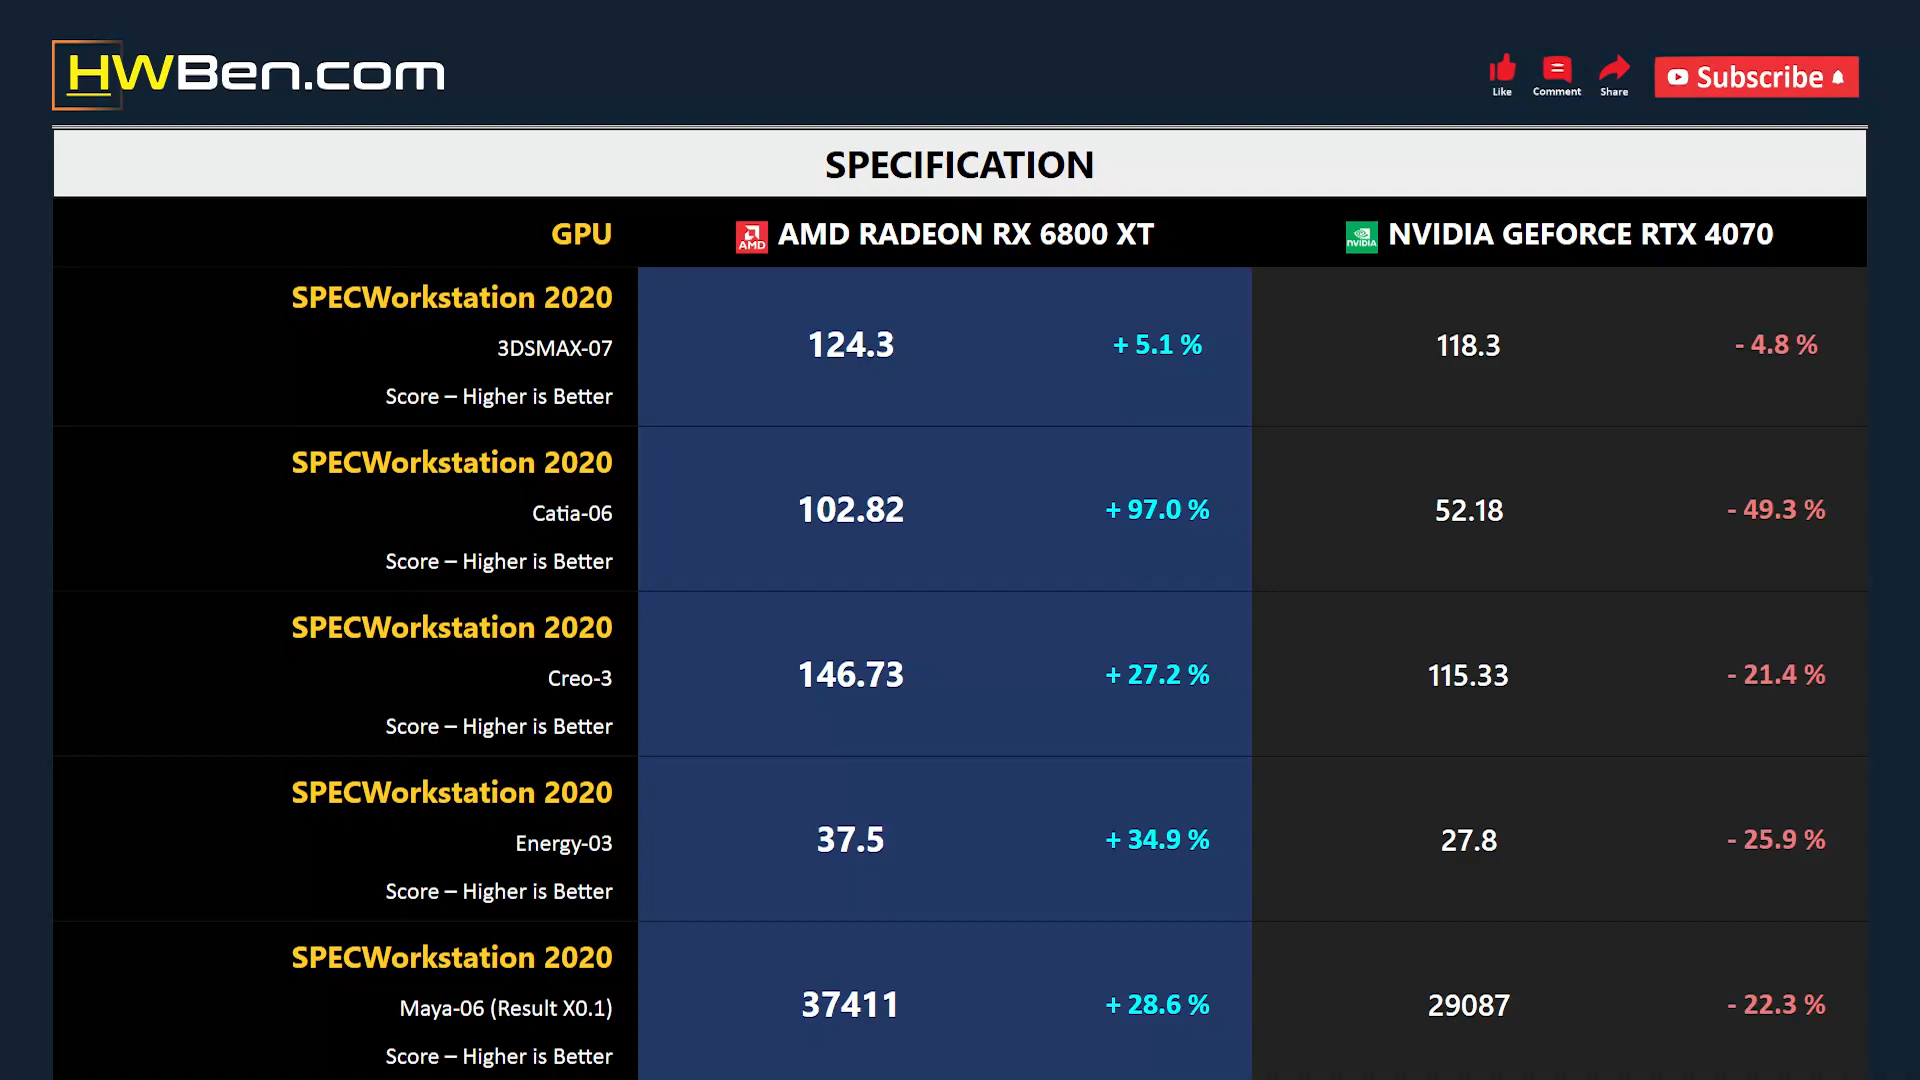 HWBen.com
Like
Comment
Share
Subscribe
SPECIFICATION
GPU
AMD
AMD RADEON RX 6800 XT
NVIDIA
NVIDIA GEFORCE RTX 4070
SPECWorkstation 2020
3DSMAX-07
Score – Higher is Better
124.3
+ 5.1 %
118.3
- 4.8 %
SPECWorkstation 2020
Catia-06
Score – Higher is Better
102.82
+ 97.0 %
52.18
- 49.3 %
SPECWorkstation 2020
Creo-3
Score – Higher is Better
146.73
+ 27.2 %
115.33
- 21.4 %
SPECWorkstation 2020
Energy-03
Score – Higher is Better
37.5
+ 34.9 %
27.8
- 25.9 %
SPECWorkstation 2020
Maya-06 (Result X0.1)
Score – Higher is Better
37411
+ 28.6 %
29087
- 22.3 %